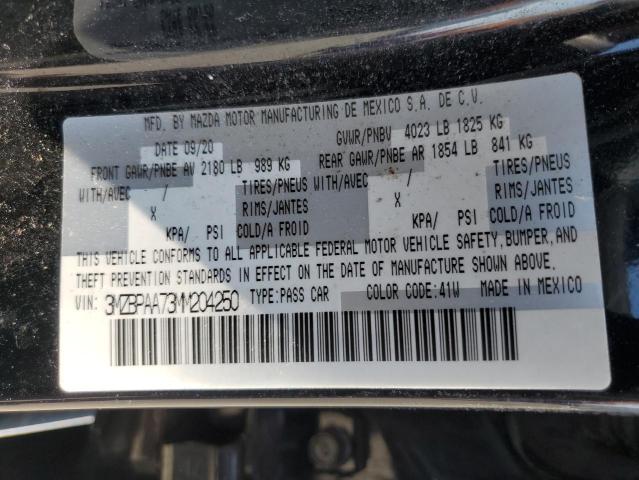 MFD. BY MAZDA MOTOR MANUFACTURING DE MEXICO S.A. DE C.V.
DATE 09/20 GVWR/PNBV 4023 LB 1825 KG
FRONT GAWR/PNBE AV 2180 LB 989 KG REAR GAWR/PNBE AR 1854 LB 841 KG
WITH/AVEC / TIRES/PNEUS WITH/AVEC / TIRES/PNEUS
X RIMS/JANTES X RIMS/JANTES
KPA/ PSI COLD/A FROID KPA/ PSI COLD/A FROID
THIS VEHICLE CONFORMS TO ALL APPLICABLE FEDERAL MOTOR VEHICLE SAFETY, BUMPER, AND
THEFT PREVENTION STANDARDS IN EFFECT ON THE DATE OF MANUFACTURE SHOWN ABOVE.
VIN: 3MZBPAA73MM204250 TYPE:PASS CAR COLOR CODE:41W MADE IN MEXICO